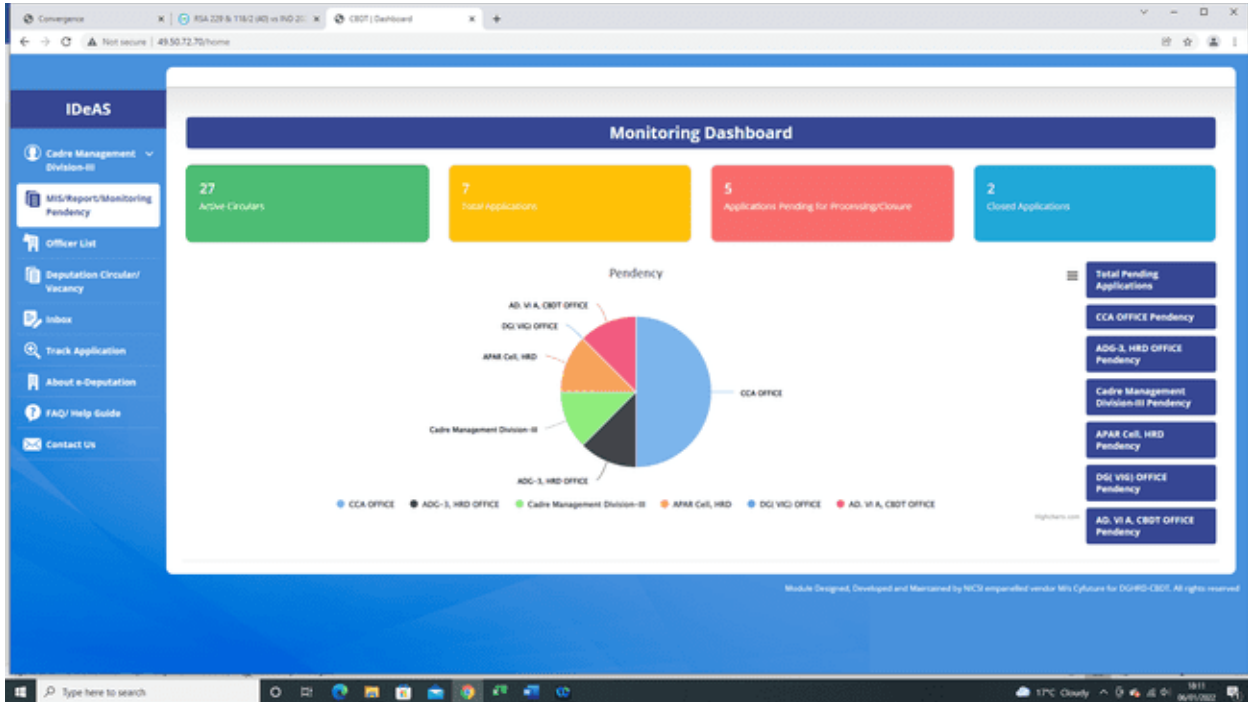 Convergence
RSA 229 & 118/2 (40) vs IND 20
CBDT | Dashboard
Not secure | 49.50.72.70/home
IDeAS
Monitoring Dashboard
Cadre Management
Division-III
MIS/Report/Monitoring
Pendency
Officer List
Deputation Circular/
Vacancy
Inbox
Track Application
About e-Deputation
FAQ/ Help Guide
Contact Us
27
Active Circulars
7
Total Applications
5
Applications Pending for Processing/Closure
2
Closed Applications
Pendency
AD. VI A, CBDT OFFICE
DG( VIG) OFFICE
APAR Cell, HRD
CCA OFFICE
Cadre Management Division-III
ADG-3, HRD OFFICE
CCA OFFICE ADG-3, HRD OFFICE Cadre Management Division-III APAR Cell, HRD DG( VIG) OFFICE AD. VI A, CBDT OFFICE
Highcharts.com
Total Pending
Applications
CCA OFFICE Pendency
ADG-3, HRD OFFICE
Pendency
Cadre Management
Division-III Pendency
APAR Cell, HRD
Pendency
DG( VIG) OFFICE
Pendency
AD. VI A, CBDT OFFICE
Pendency
Module Designed, Developed and Maintained by NICSI empanelled vendor M/s Cyfuture for DGHRD-CBDT. All rights reserved
Type here to search
17°C Cloudy
18:11
06/01/2022